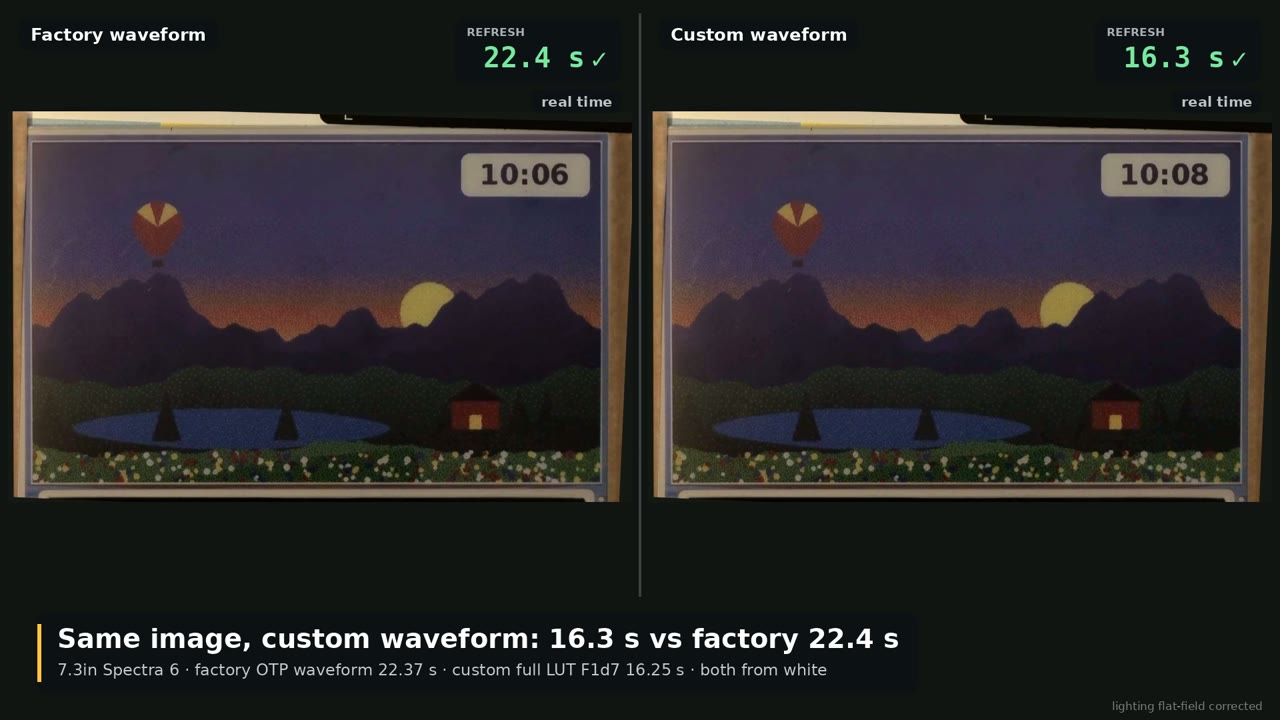 Factory waveform
REFRESH
22.4 s ✓
real time
10:06
Custom waveform
REFRESH
16.3 s ✓
real time
10:08
Same image, custom waveform: 16.3 s vs factory 22.4 s
7.3in Spectra 6 · factory OTP waveform 22.37 s · custom full LUT F1d7 16.25 s · both from white
lighting flat-field corrected